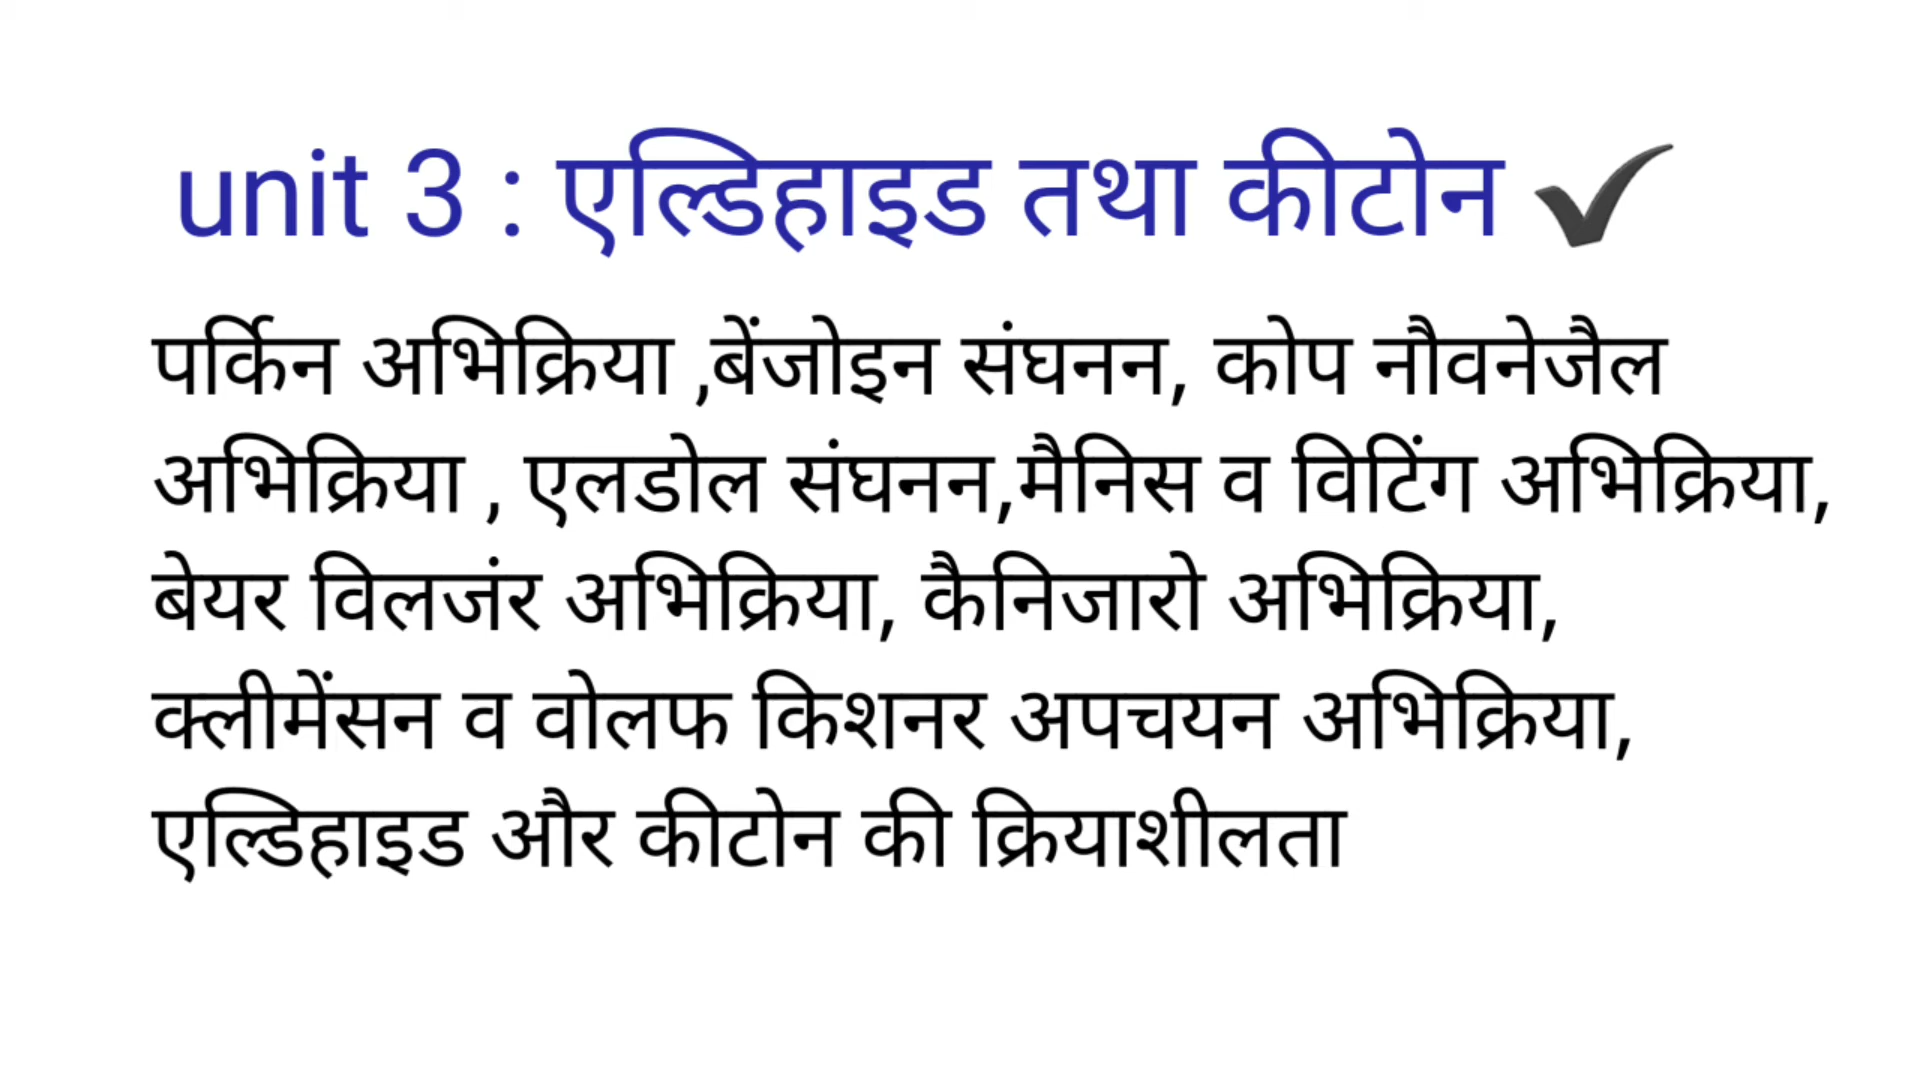 unit 3 : एल्डिहाइड तथा कीटोन ✔
पर्किन अभिक्रिया ,बेंजोइन संघनन, कोप नौवनेजैल
अभिक्रिया , एलडोल संघनन,मैनिस व विटिंग अभिक्रिया,
बेयर विलजंर अभिक्रिया, कैनिजारो अभिक्रिया,
क्लीमेंसन व वोलफ किशनर अपचयन अभिक्रिया,
एल्डिहाइड और कीटोन की क्रियाशीलता